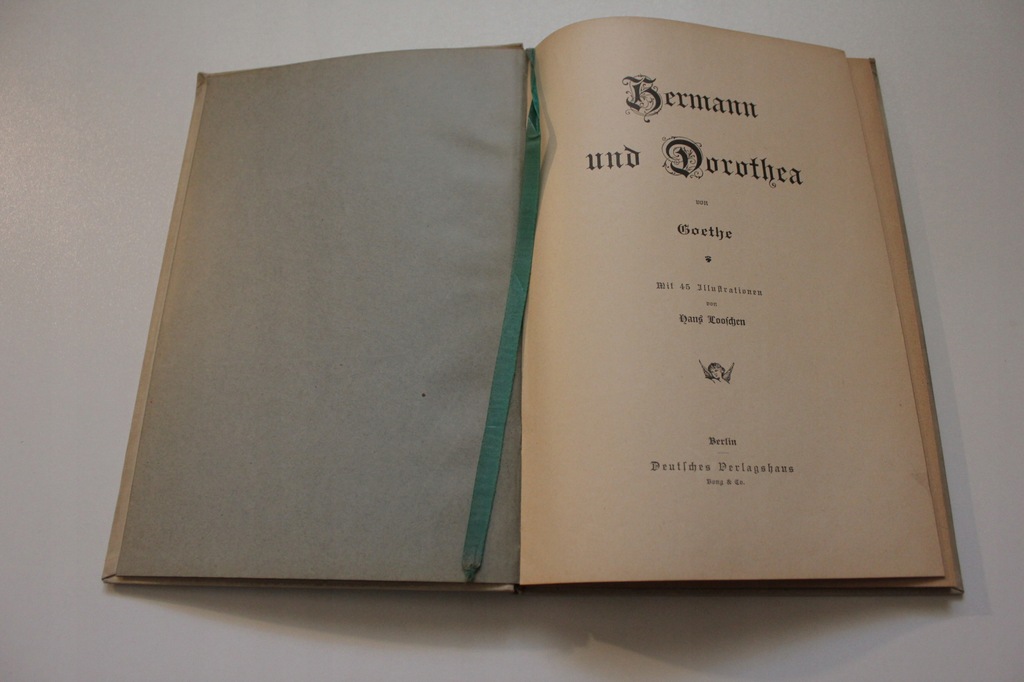 Hermann
und Dorothea
von
Goethe
Mit 45 Illustrationen
von
Hans Looschen
Berlin
Deutsches Verlagshaus
Bong & Co.